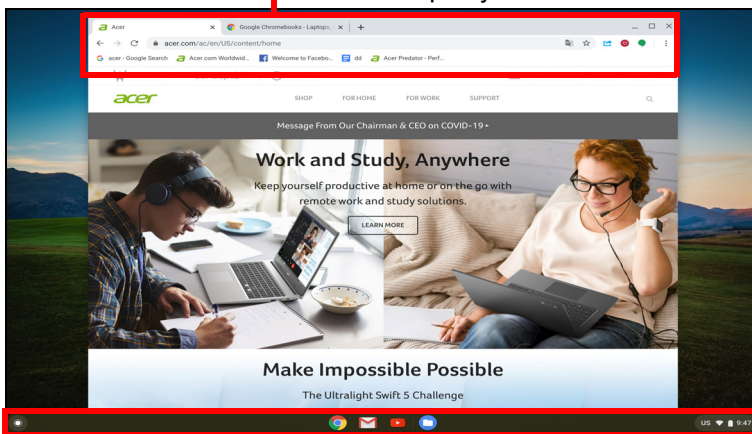 Acer
Google Chromebooks - Laptops,
acer.com/ac/en/US/content/home
acer - Google Search
Acer.com Worldwid..
Welcome to Facebo..
dd
Acer Predator - Perf...
acer
SHOP
FOR HOME
FOR WORK
SUPPORT
Message From Our Chairman & CEO on COVID-19
Work and Study, Anywhere
Keep yourself productive at home or on the go with
remote work and study solutions.
LEARN MORE
Make Impossible Possible
The Ultralight Swift 5 Challenge
US
9:47